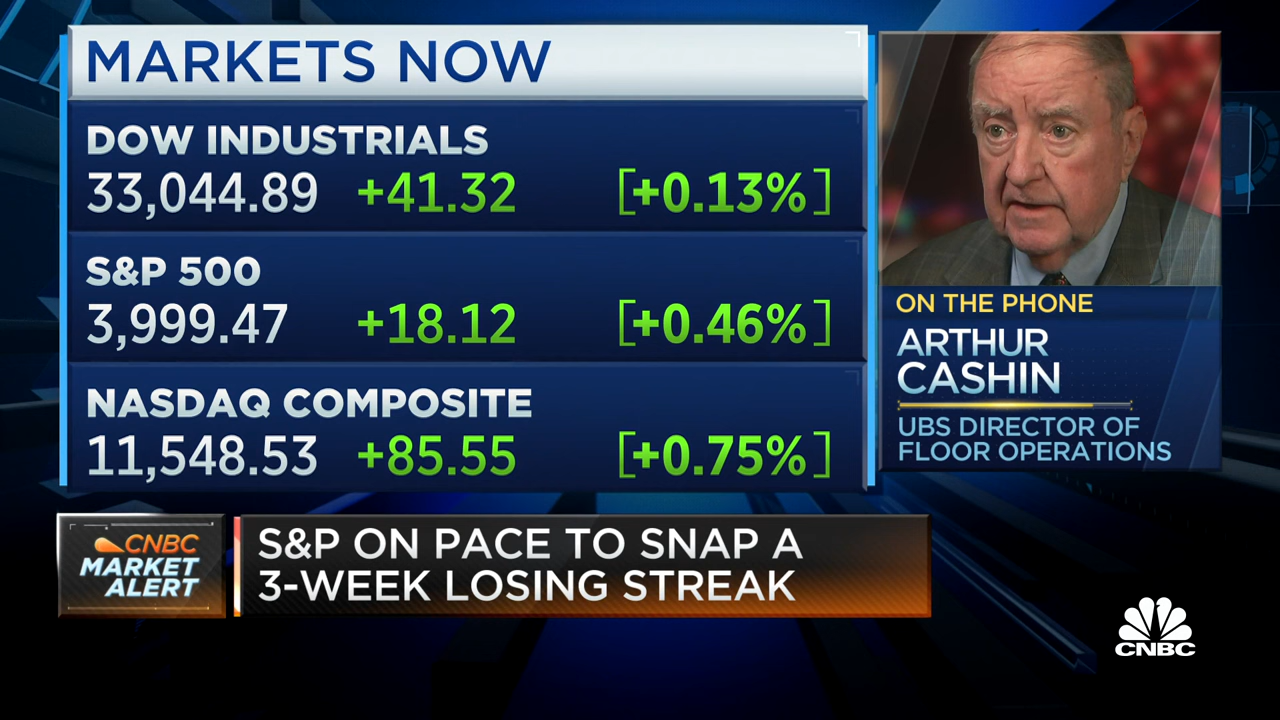 MARKETS NOW
DOW INDUSTRIALS
33,044.89 +41.32 [+0.13%]
S&P 500
3,999.47 +18.12 [+0.46%]
NASDAQ COMPOSITE
11,548.53 +85.55 [+0.75%]
ON THE PHONE
ARTHUR
CASHIN
UBS DIRECTOR OF
FLOOR OPERATIONS
CNBC
MARKET
ALERT
S&P ON PACE TO SNAP A
3-WEEK LOSING STREAK
CNBC